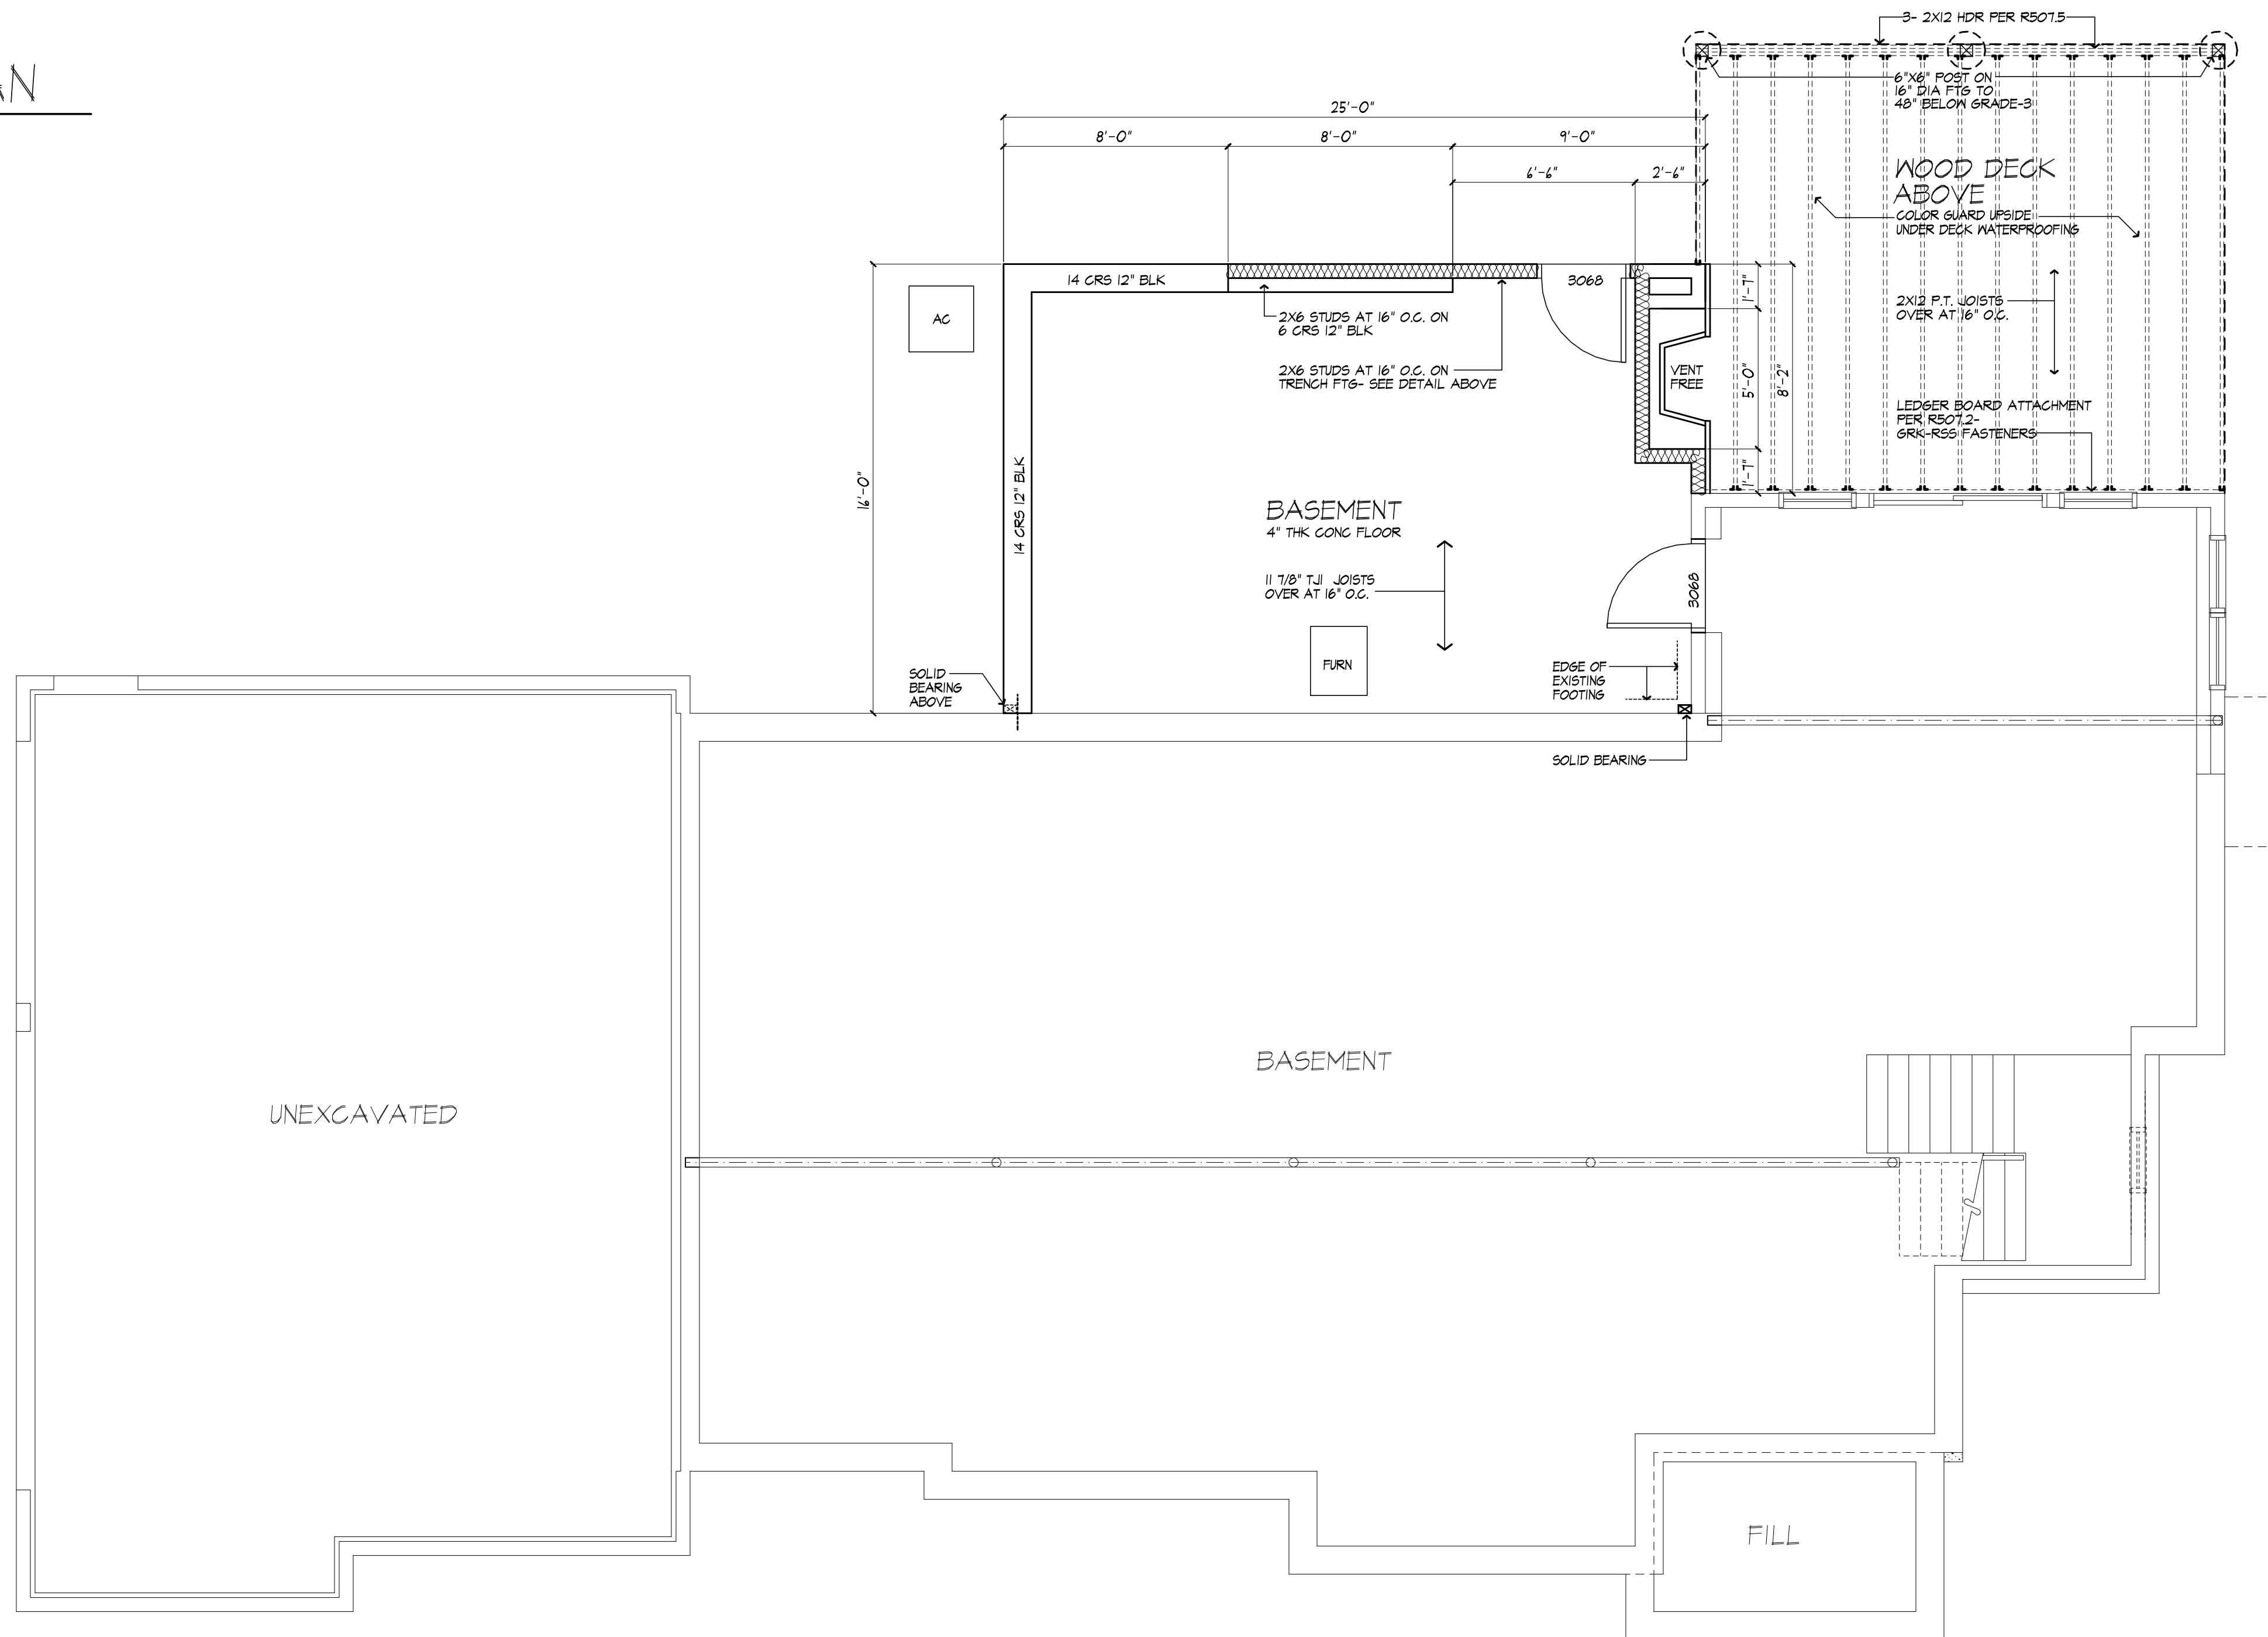 3- 2X12 HDR PER R507.5
6"X6" POST ON
16" DIA FTG TO
48" BELOW GRADE-3
25'-0"
8'-0"
8'-0"
9'-0"
6'-6"
2'-6"
WOOD DECK
ABOVE
COLOR GUARD UPSIDE
UNDER DECK WATERPROOFING
14 CRS 12" BLK
3068
1'-7"
AC
2X6 STUDS AT 16" O.C. ON
6 CRS 12" BLK
2X12 P.T. JOISTS
OVER AT 16" O.C.
2X6 STUDS AT 16" O.C. ON
TRENCH FTG- SEE DETAIL ABOVE
VENT
FREE
5'-0"
8'-2"
LEDGER BOARD ATTACHMENT
PER R507.2-
GRK-RSS FASTENERS
1'-7"
16'-0"
14 CRS 12" BLK
BASEMENT
4" THK CONC FLOOR
11 7/8" TJI JOISTS
OVER AT 16" O.C.
3068
FURN
SOLID
BEARING
ABOVE
EDGE OF
EXISTING
FOOTING
SOLID BEARING
BASEMENT
UNEXCAVATED
FILL